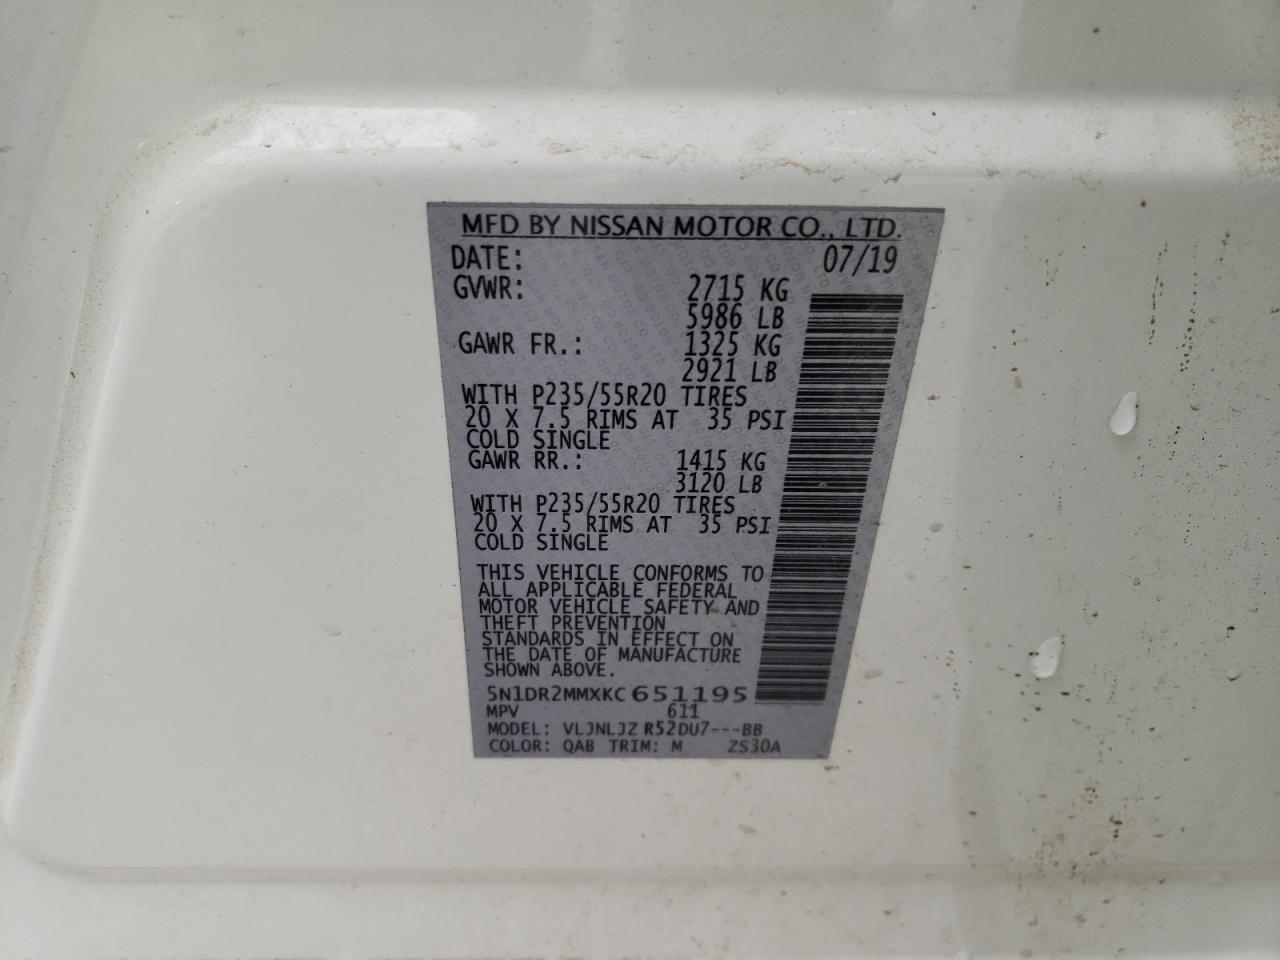 MFD BY NISSAN MOTOR CO., LTD.
DATE: 07/19
GVWR: 2715 KG
5986 LB
GAWR FR.: 1325 KG
2921 LB
WITH P235/55R20 TIRES
20 X 7.5 RIMS AT 35 PSI
COLD SINGLE
GAWR RR.: 1415 KG
3120 LB
WITH P235/55R20 TIRES
20 X 7.5 RIMS AT 35 PSI
COLD SINGLE
THIS VEHICLE CONFORMS TO
ALL APPLICABLE FEDERAL
MOTOR VEHICLE SAFETY AND
THEFT PREVENTION
STANDARDS IN EFFECT ON
THE DATE OF MANUFACTURE
SHOWN ABOVE.
5N1DR2MMXKC651195
MPV 611
MODEL: VLJNLJZ R52DU7---BB
COLOR: QAB TRIM: M ZS30A